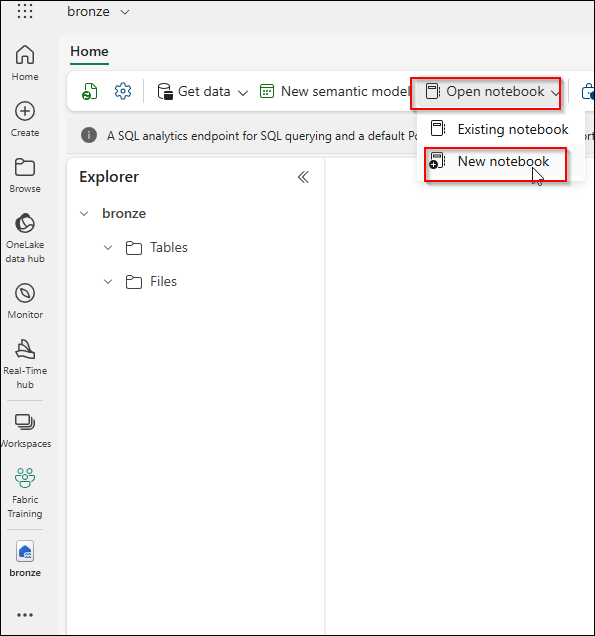 bronze
Home
Get data
New semantic model
Open notebook
Existing notebook
New notebook
A SQL analytics endpoint for SQL querying and a default Po
ort
Explorer
bronze
Tables
Files
Home
Create
Browse
OneLake
data hub
Monitor
Real-Time
hub
Workspaces
Fabric
Training
bronze